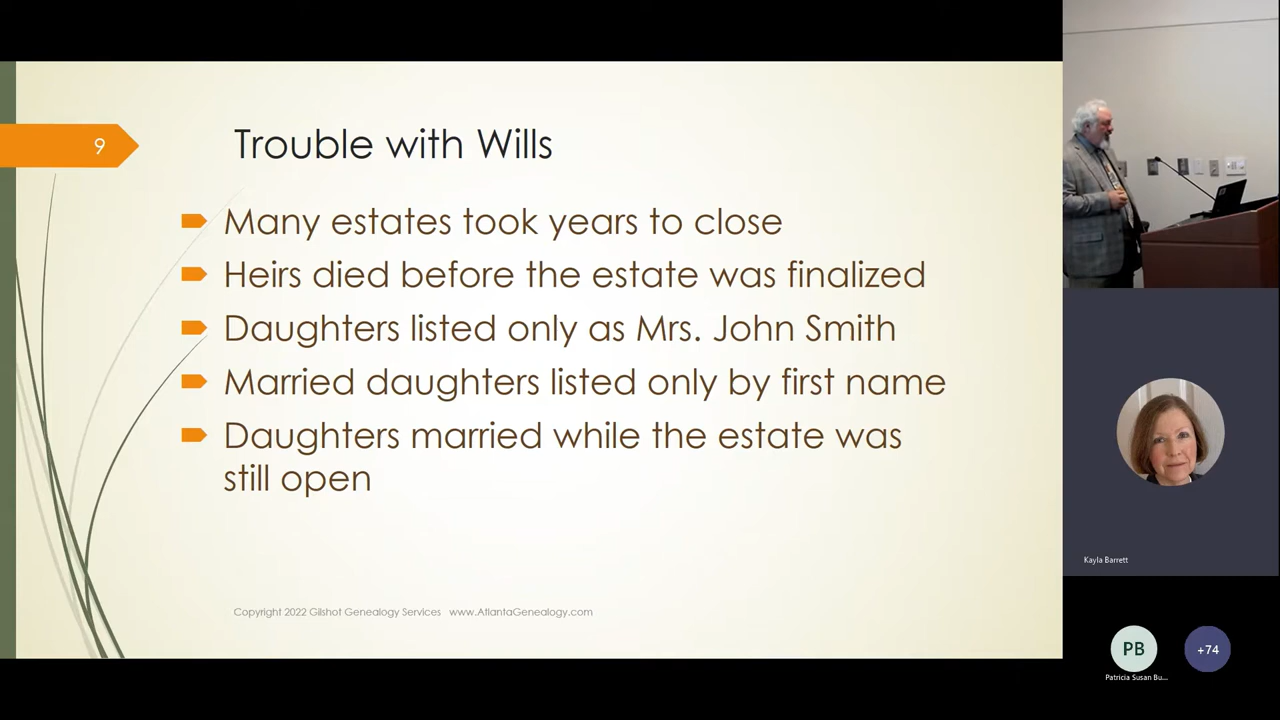 9
Trouble with Wills
Many estates took years to close
Heirs died before the estate was finalized
Daughters listed only as Mrs. John Smith
Married daughters listed only by first name
Daughters married while the estate was
still open
Copyright 2022 Gilshot Genealogy Services www.AtlantaGenealogy.com
Kayla Barrett
PB
+74
Patricia Susan Bu...